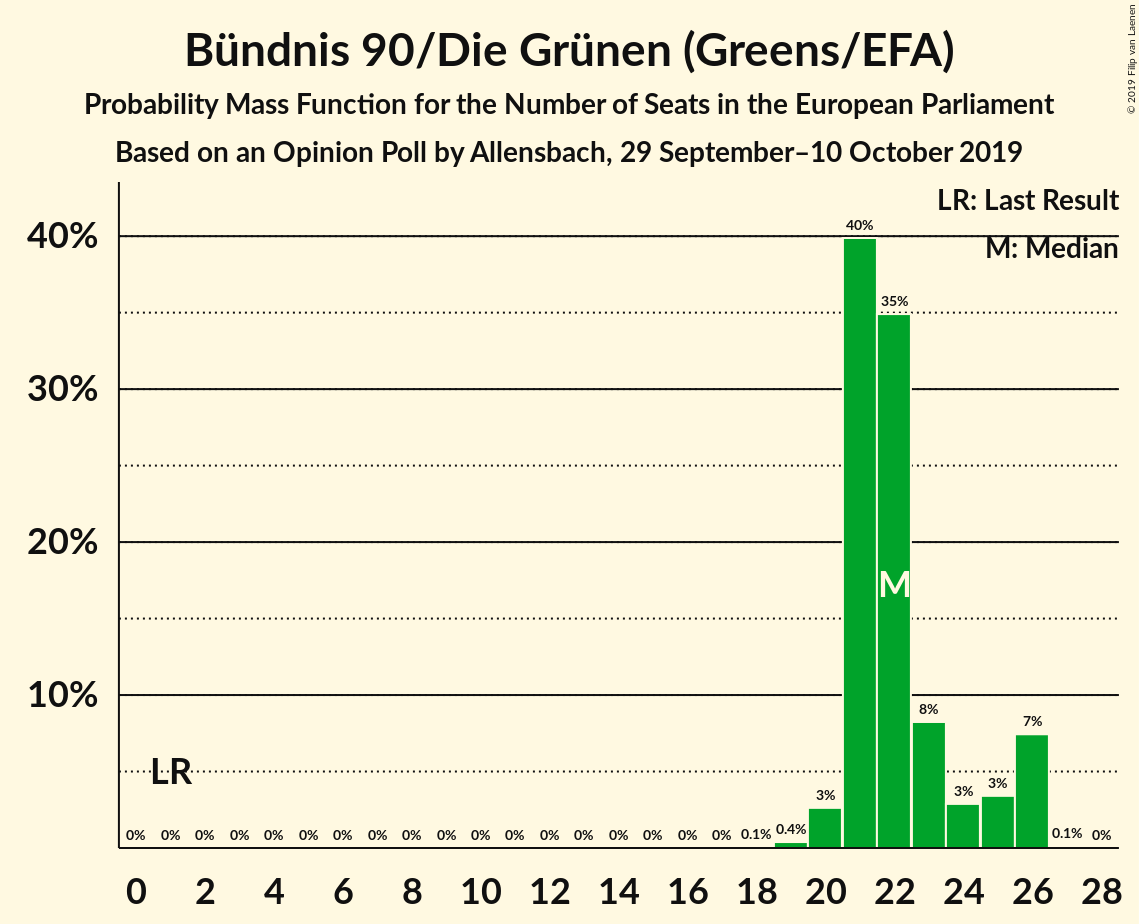 Bündnis 90/Die Grünen (Greens/EFA)
Probability Mass Function for the Number of Seats in the European Parliament
Based on an Opinion Poll by Allensbach, 29 September–10 October 2019
© 2019 Filip van Laenen
LR: Last Result
M: Median
40%
30%
20%
10%
40%
35%
M
8%
7%
LR
3%
3%
3%
0% 0% 0% 0% 0% 0% 0% 0% 0% 0% 0% 0% 0% 0% 0% 0% 0% 0% 0.1% 0.4% 0.1% 0%
0 2 4 6 8 10 12 14 16 18 20 22 24 26 28